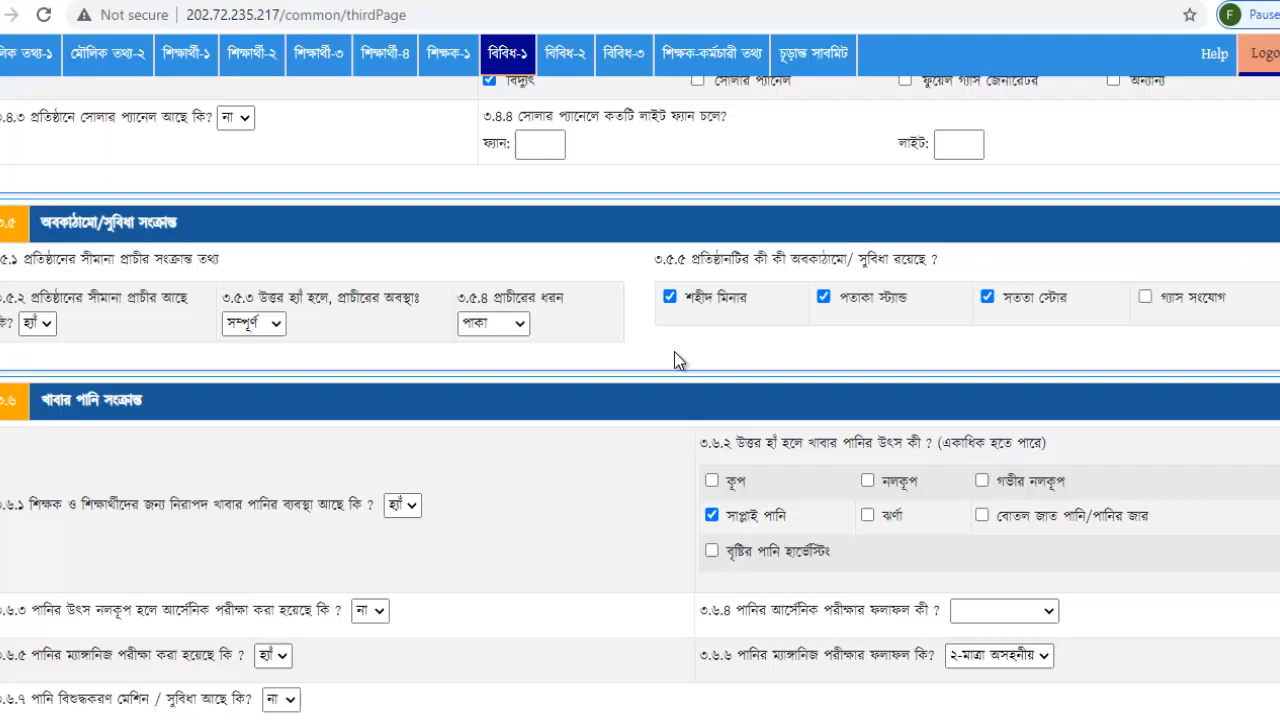 Not secure | 202.72.235.217/common/thirdPage F Pause
লিক তথ্য-১ মৌলিক তথ্য-২ শিক্ষার্থী-১ শিক্ষার্থী-২ শিক্ষার্থী-৩ শিক্ষার্থী-৪ শিক্ষক-১ বিবিধ-১ বিবিধ-২ বিবিধ-৩ শিক্ষক-কর্মচারী তথ্য চূড়ান্ত সাবমিট Help Logo
বিদ্যুৎ সোলার প্যানেল ফুয়েল গ্যাস জেনারেটর অন্যান্য
৩.৪.৩ প্রতিষ্ঠানে সোলার প্যানেল আছে কি? না ৩.৪.৪ সোলার প্যানেলে কতটি লাইট ফ্যান চলে?
ফ্যান: লাইট:
৩.৫ অবকাঠামো/সুবিধা সংক্রান্ত
৫.১ প্রতিষ্ঠানের সীমানা প্রাচীর সংক্রান্ত তথ্য ৩.৫.৫ প্রতিষ্ঠানটির কী কী অবকাঠামো/ সুবিধা রয়েছে ?
.৫.২ প্রতিষ্ঠানের সীমানা প্রাচীর আছে ৩.৫.৩ উত্তর হ্যাঁ হলে, প্রাচীরের অবস্থাঃ ৩.৫.৪ প্রাচীরের ধরন শহীদ মিনার পতাকা স্ট্যান্ড সততা স্টোর গ্যাস সংযোগ
কি? হ্যাঁ সম্পূর্ণ পাকা
৩.৬ খাবার পানি সংক্রান্ত
৩.৬.২ উত্তর হাঁ হলে খাবার পানির উৎস কী ? (একাধিক হতে পারে)
কূপ নলকূপ গভীর নলকূপ
.৬.১ শিক্ষক ও শিক্ষার্থীদের জন্য নিরাপদ খাবার পানির ব্যবস্থা আছে কি ? হ্যাঁ
সাপ্লাই পানি ঝর্ণা বোতল জাত পানি/পানির জার
বৃষ্টির পানি হার্ভেস্টিং
.৬.৩ পানির উৎস নলকূপ হলে আর্সেনিক পরীক্ষা করা হয়েছে কি ? না ৩.৬.৪ পানির আর্সেনিক পরীক্ষার ফলাফল কী ?
.৬.৫ পানির ম্যাঙ্গানিজ পরীক্ষা করা হয়েছে কি ? হ্যাঁ ৩.৬.৬ পানির ম্যাঙ্গানিজ পরীক্ষার ফলাফল কি? ২-মাত্রা অসহনীয়
.৬.৭ পানি বিশুদ্ধকরণ মেশিন / সুবিধা আছে কি? না